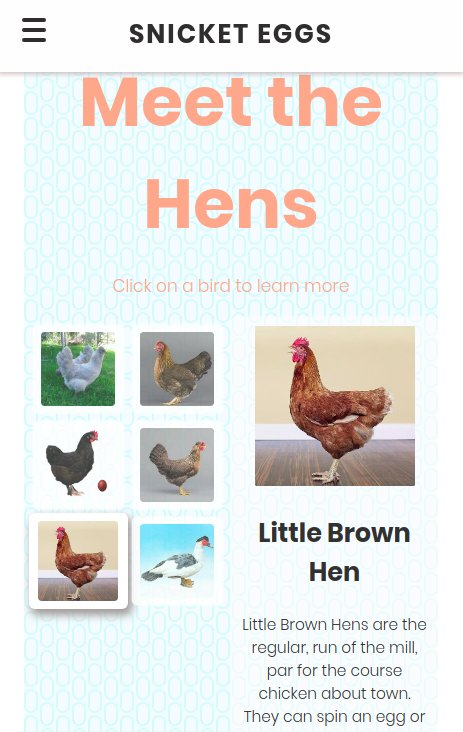 SNICKET EGGS
Meet the
Hens
Click on a bird to learn more
Little Brown
Hen
Little Brown Hens are the
regular, run of the mill,
par for the course
chicken about town.
They can spin an egg or